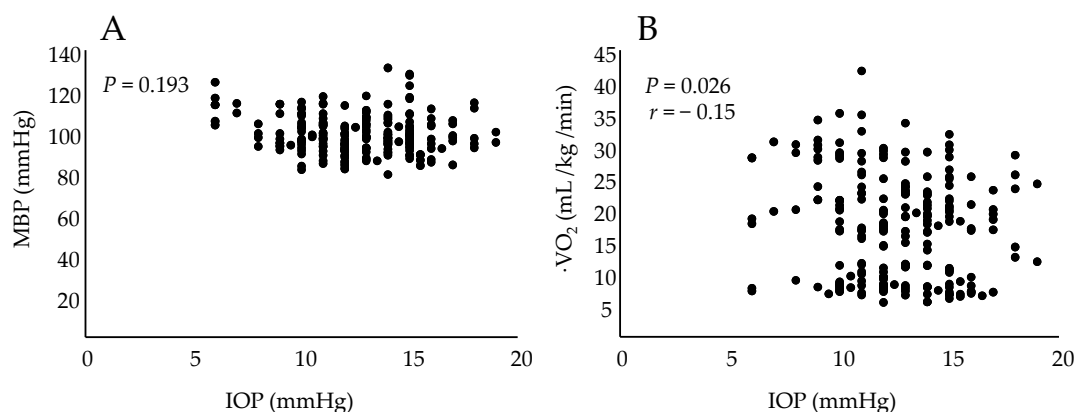 A
MBP (mmHg)
140
120
100
80
60
40
20
P = 0.193
0 5 10 15 20
IOP (mmHg)
B
·VO₂ (mL /kg /min)
45
40
35
30
25
20
15
10
5
P = 0.026
r = − 0.15
0 5 10 15 20
IOP (mmHg)